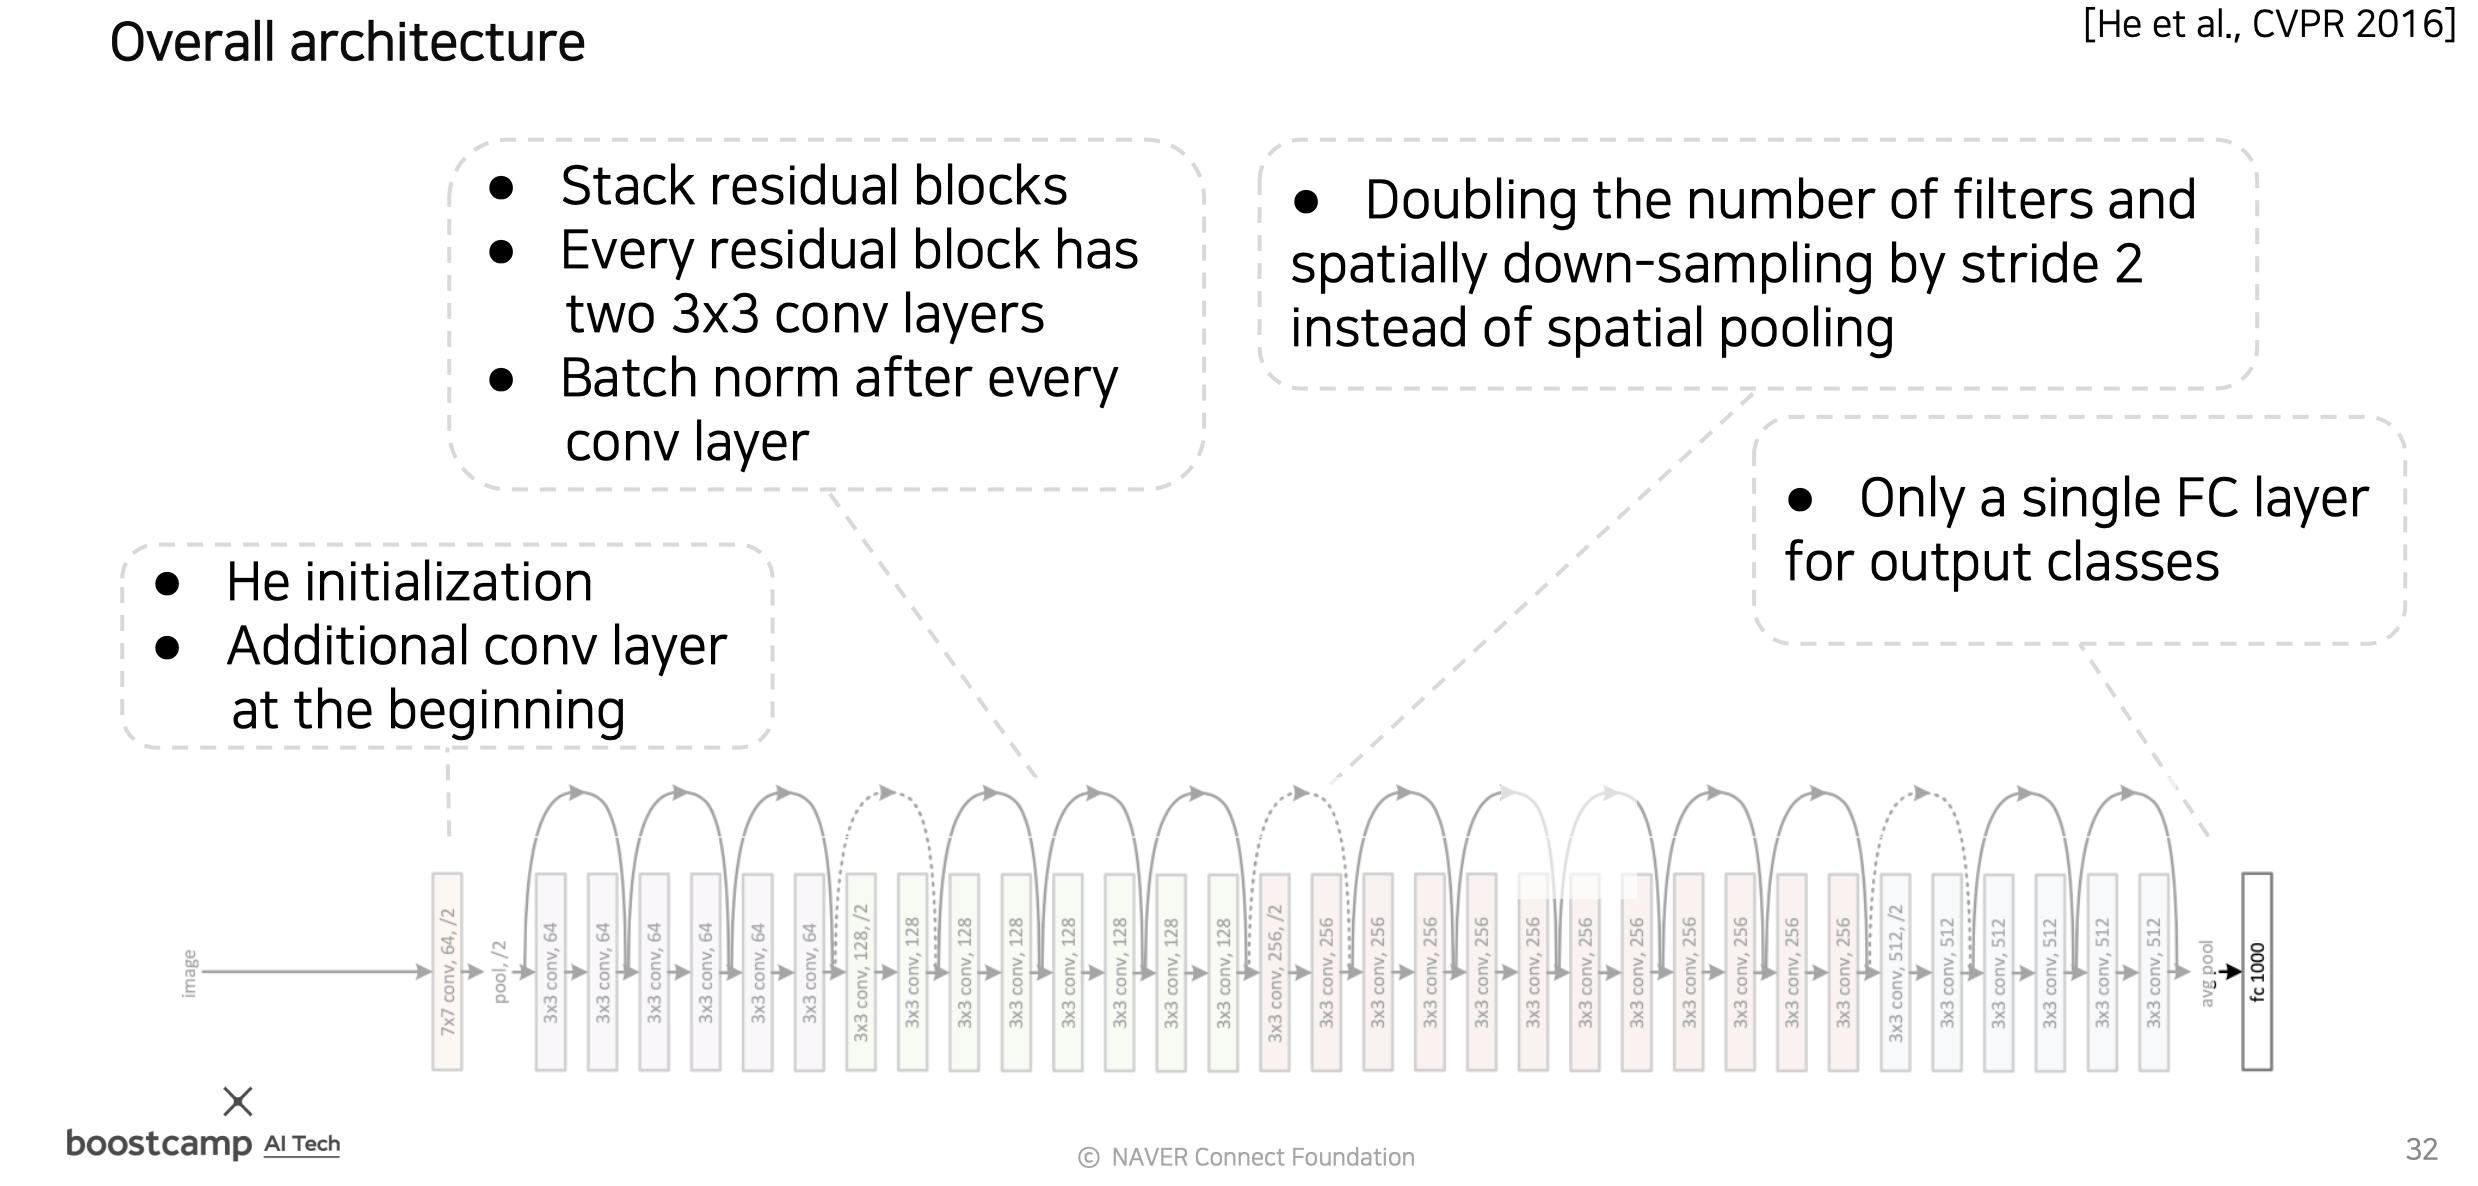 Overall architecture
[He et al., CVPR 2016]
● Stack residual blocks
● Every residual block has
two 3x3 conv layers
● Batch norm after every
conv layer
● Doubling the number of filters and
spatially down-sampling by stride 2
instead of spatial pooling
● Only a single FC layer
for output classes
● He initialization
● Additional conv layer
at the beginning
image
7x7 conv, 64, /2
pool, /2
3x3 conv, 64
3x3 conv, 64
3x3 conv, 64
3x3 conv, 64
3x3 conv, 64
3x3 conv, 64
3x3 conv, 128, /2
3x3 conv, 128
3x3 conv, 128
3x3 conv, 128
3x3 conv, 128
3x3 conv, 128
3x3 conv, 128
3x3 conv, 128
3x3 conv, 256, /2
3x3 conv, 256
3x3 conv, 256
3x3 conv, 256
3x3 conv, 256
3x3 conv, 256
3x3 conv, 256
3x3 conv, 256
3x3 conv, 256
3x3 conv, 256
3x3 conv, 256
3x3 conv, 256
3x3 conv, 512, /2
3x3 conv, 512
3x3 conv, 512
3x3 conv, 512
3x3 conv, 512
3x3 conv, 512
avg pool
fc 1000
boostcamp AI Tech
© NAVER Connect Foundation
32